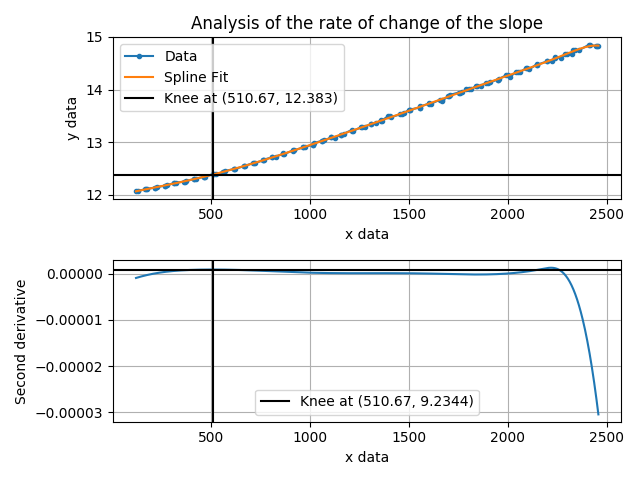 Analysis of the rate of change of the slope
15
14
13
12
y data
Data
Spline Fit
Knee at (510.67, 12.383)
500
1000
1500
2000
2500
x data
0.00000
−0.00001
−0.00002
−0.00003
Second derivative
Knee at (510.67, 9.2344)
500
1000
1500
2000
2500
x data